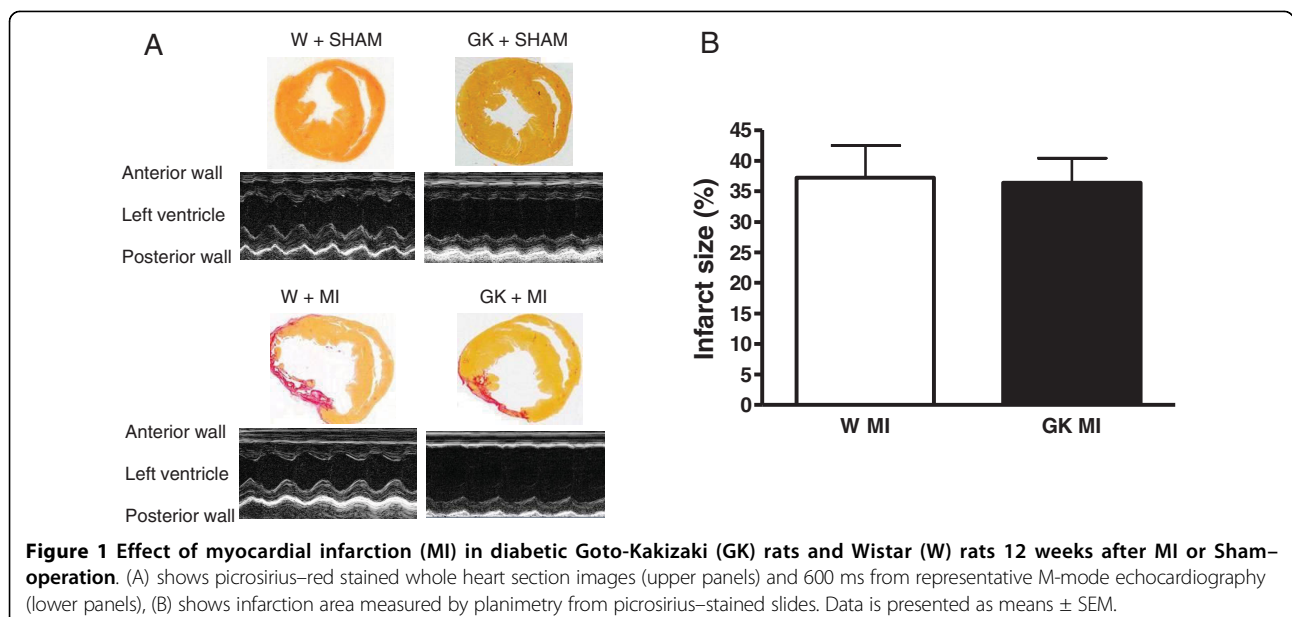 A
W + SHAM
GK + SHAM
Anterior wall
Left ventricle
Posterior wall
W + MI
GK + MI
Anterior wall
Left ventricle
Posterior wall
B
Infarct size (%)
45
40
35
30
25
20
15
10
5
0
W MI
GK MI
Figure 1 Effect of myocardial infarction (MI) in diabetic Goto-Kakizaki (GK) rats and Wistar (W) rats 12 weeks after MI or Sham–
operation. (A) shows picrosirius–red stained whole heart section images (upper panels) and 600 ms from representative M-mode echocardiography
(lower panels), (B) shows infarction area measured by planimetry from picrosirius–stained slides. Data is presented as means ± SEM.